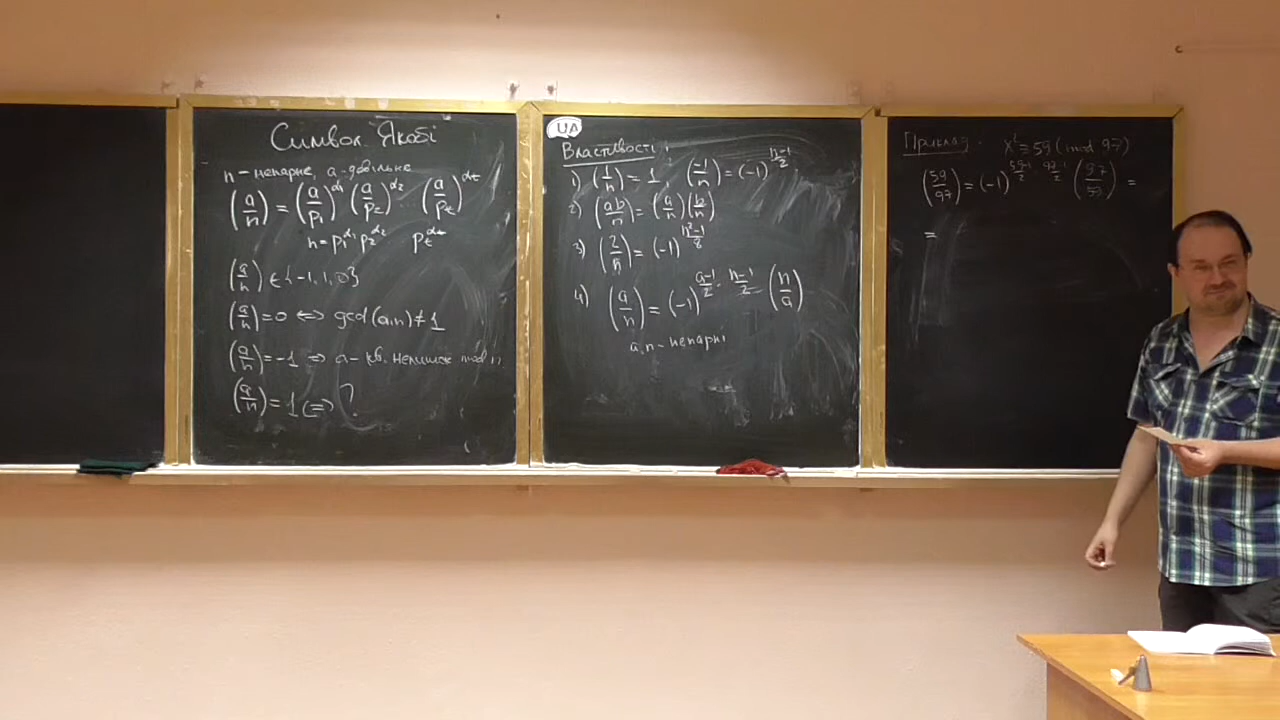 Символ Якобі
n – непарне, a – довільне
(a/n) = (a/p₁)^α₁ (a/p₂)^α₂ ... (a/pₜ)^αₜ
n = p₁^α₁ p₂^α₂ ... pₜ^αₜ
(a/n) ∈ {-1, 1, 0}
(a/n) = 0 ⇔ gcd(a,n) ≠ 1
(a/n) = -1 ⇒ a – кв. нелишок mod n
(a/n) = 1 (⇒) ?
UA
Властивості:
1) (1/n) = 1 (-1/n) = (-1)^((n-1)/2)
2) (ab/n) = (a/n)(b/n)
3) (2/n) = (-1)^((n²-1)/8)
4) (a/n) = (-1)^((a-1)/2 · (n-1)/2) (n/a)
a, n – непарні
Приклад: x² ≡ 59 (mod 97)
(59/97) = (-1)^((59-1)/2 · (97-1)/2) (97/59) =
=